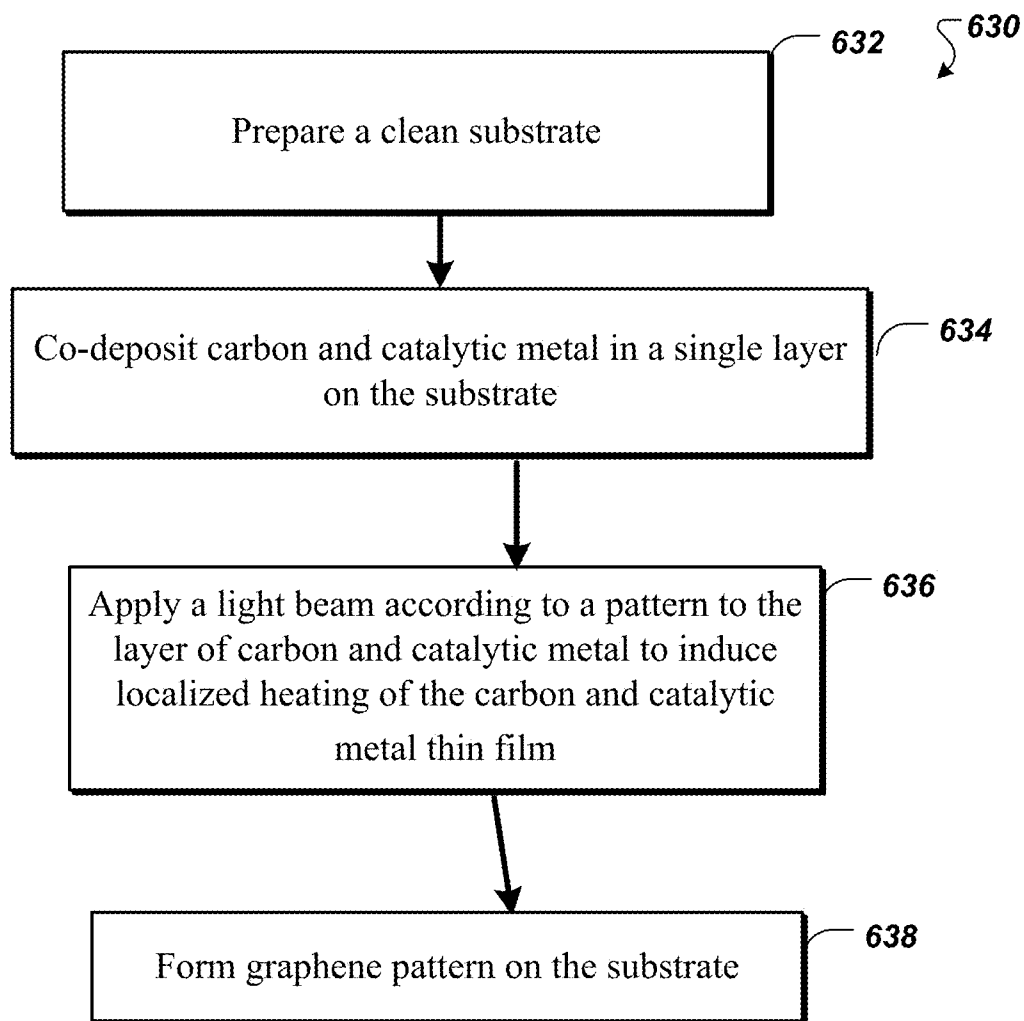 630
632
Prepare a clean substrate
634
Co-deposit carbon and catalytic metal in a single layer
on the substrate
636
Apply a light beam according to a pattern to the
layer of carbon and catalytic metal to induce
localized heating of the carbon and catalytic
metal thin film
638
Form graphene pattern on the substrate